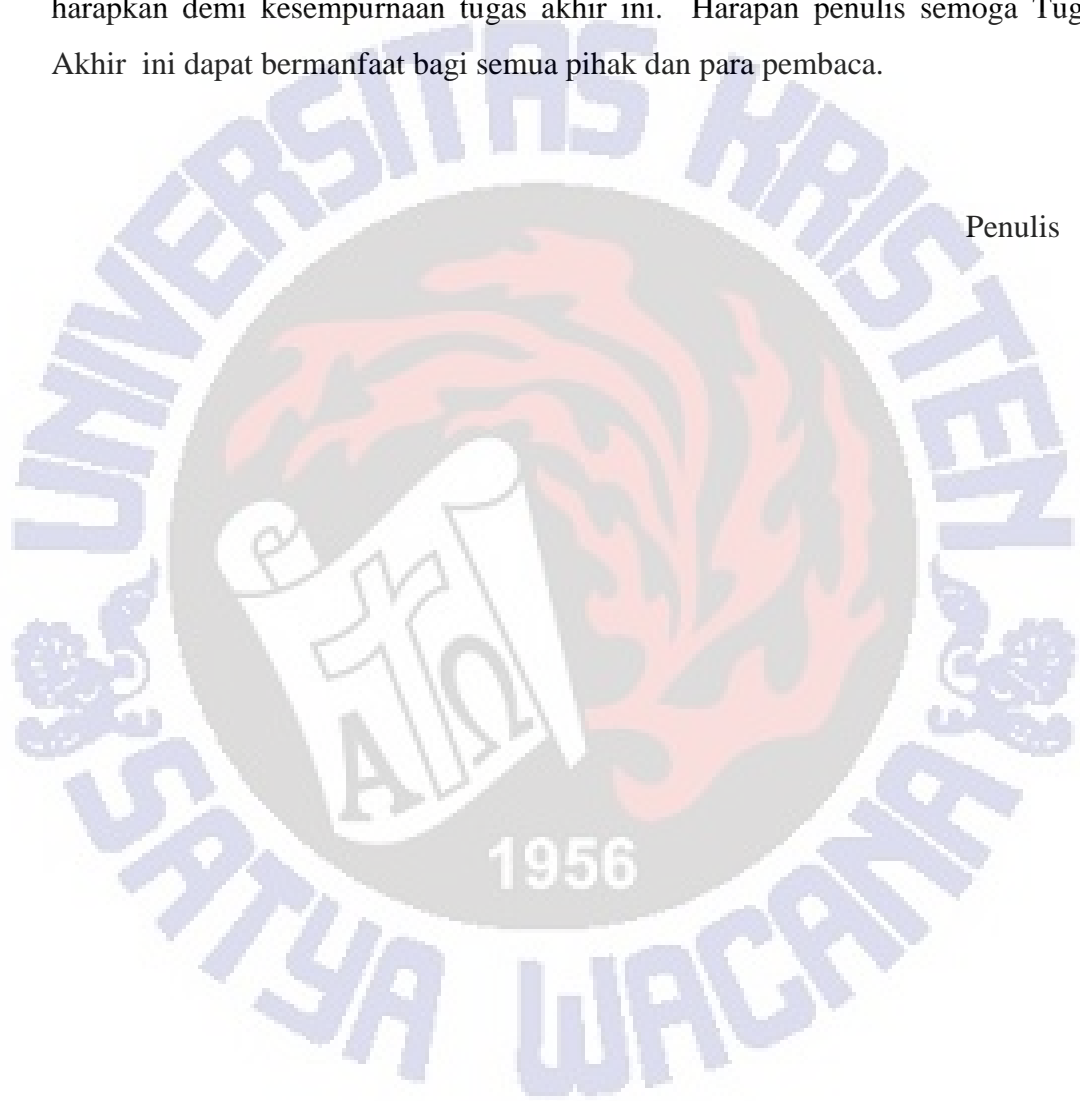 harapkan demi kesempurnaan tugas akhir ini. Harapan penulis semoga Tug
Akhir ini dapat bermanfaat bagi semua pihak dan para pembaca.
Penulis
UNIVERSITAS KRISTEN
Α Ω
1956
SATYA WACANA